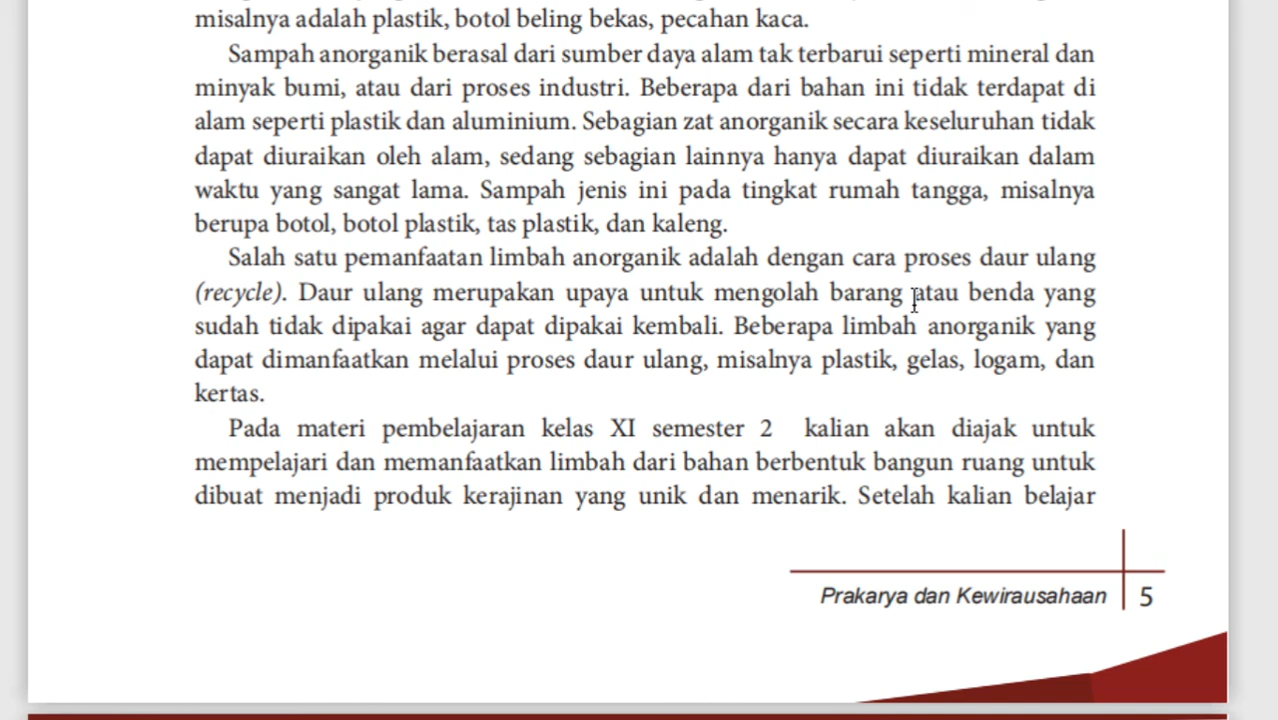 misalnya adalah plastik, botol beling bekas, pecahan kaca.
Sampah anorganik berasal dari sumber daya alam tak terbarui seperti mineral dan
minyak bumi, atau dari proses industri. Beberapa dari bahan ini tidak terdapat di
alam seperti plastik dan aluminium. Sebagian zat anorganik secara keseluruhan tidak
dapat diuraikan oleh alam, sedang sebagian lainnya hanya dapat diuraikan dalam
waktu yang sangat lama. Sampah jenis ini pada tingkat rumah tangga, misalnya
berupa botol, botol plastik, tas plastik, dan kaleng.
Salah satu pemanfaatan limbah anorganik adalah dengan cara proses daur ulang
(recycle). Daur ulang merupakan upaya untuk mengolah barang atau benda yang
sudah tidak dipakai agar dapat dipakai kembali. Beberapa limbah anorganik yang
dapat dimanfaatkan melalui proses daur ulang, misalnya plastik, gelas, logam, dan
kertas.
Pada materi pembelajaran kelas XI semester 2 kalian akan diajak untuk
mempelajari dan memanfaatkan limbah dari bahan berbentuk bangun ruang untuk
dibuat menjadi produk kerajinan yang unik dan menarik. Setelah kalian belajar
Prakarya dan Kewirausahaan 5